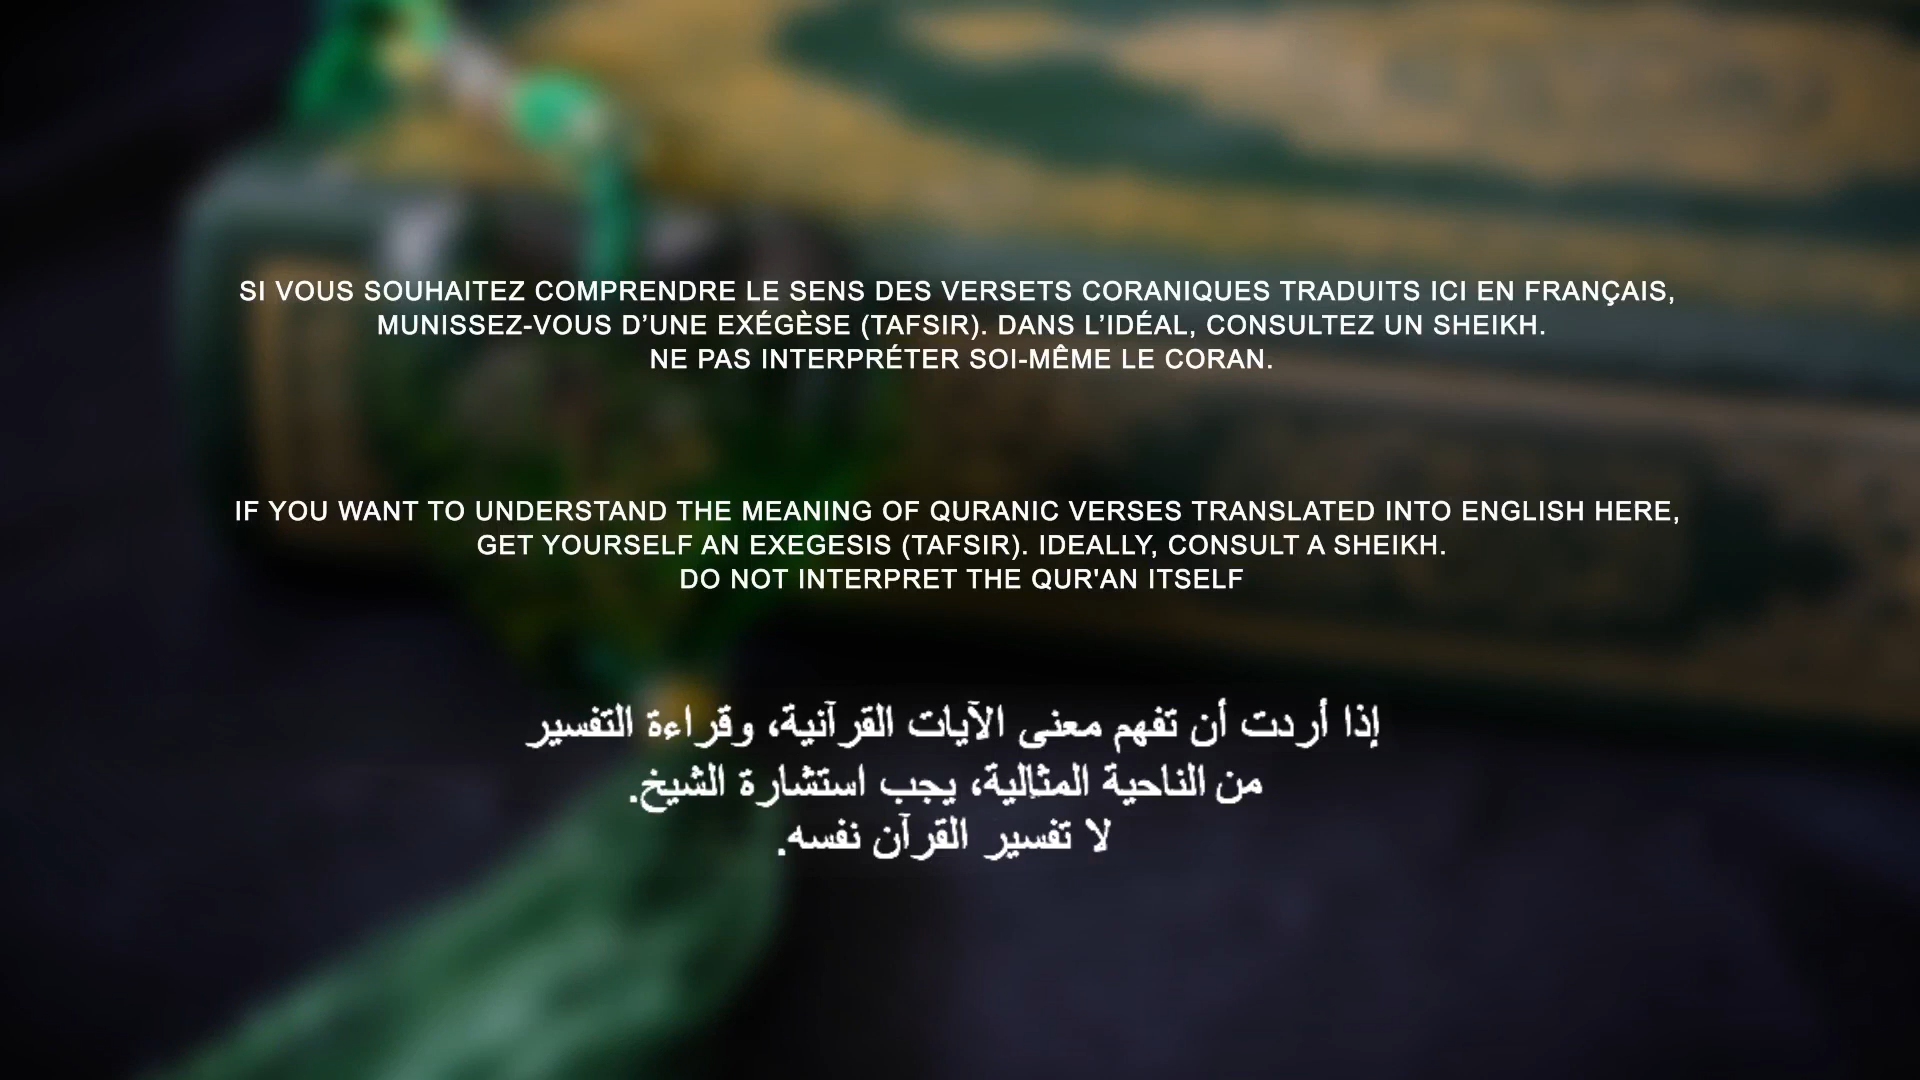 SI VOUS SOUHAITEZ COMPRENDRE LE SENS DES VERSETS CORANIQUES TRADUITS ICI EN FRANÇAIS,
MUNISSEZ-VOUS D’UNE EXÉGÈSE (TAFSIR). DANS L’IDÉAL, CONSULTEZ UN SHEIKH.
NE PAS INTERPRÉTER SOI-MÊME LE CORAN.
IF YOU WANT TO UNDERSTAND THE MEANING OF QURANIC VERSES TRANSLATED INTO ENGLISH HERE,
GET YOURSELF AN EXEGESIS (TAFSIR). IDEALLY, CONSULT A SHEIKH.
DO NOT INTERPRET THE QUR'AN ITSELF
إذا أردت أن تفهم معنى الآيات القرآنية، وقراءة التفسير
من الناحية المثالية، يجب استشارة الشيخ.
لا تفسير القرآن نفسه.